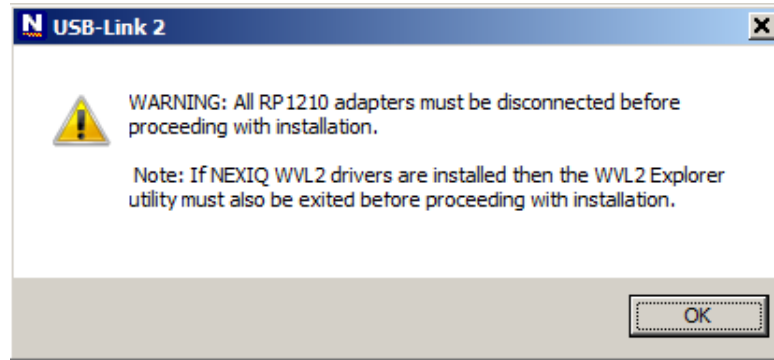 N USB-Link 2
WARNING: All RP1210 adapters must be disconnected before
proceeding with installation.
Note: If NEXIQ WVL2 drivers are installed then the WVL2 Explorer
utility must also be exited before proceeding with installation.
OK